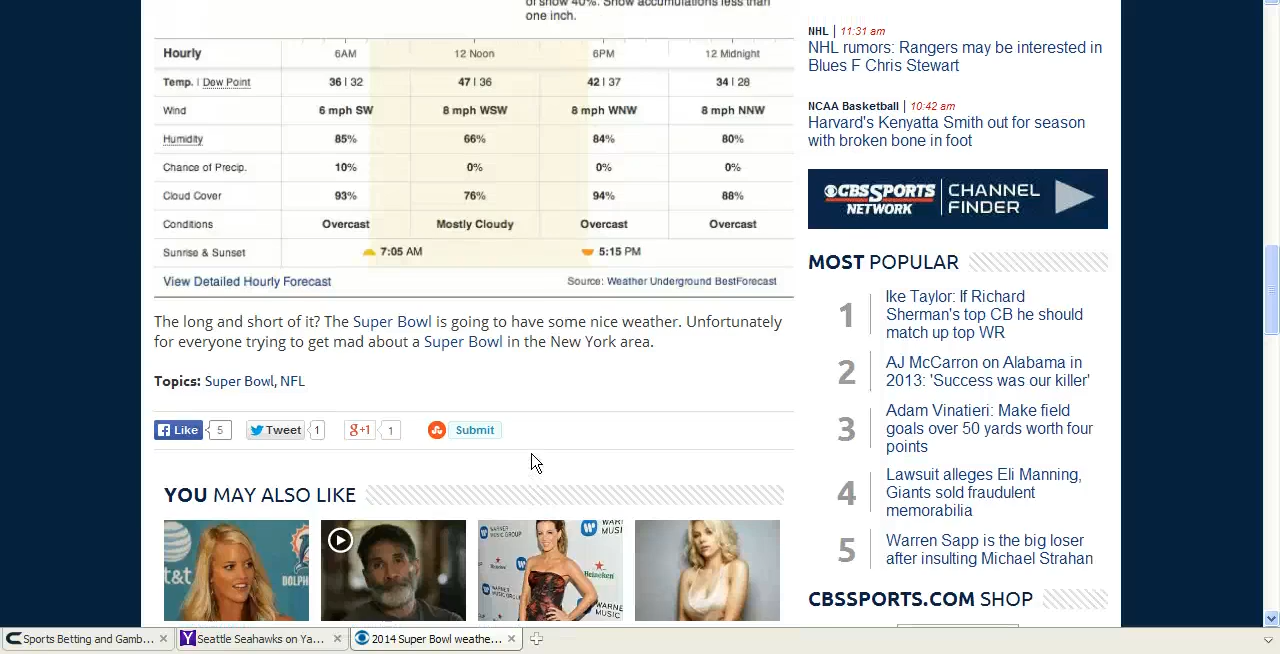 of snow 40%. Snow accumulations less than
one inch.
Hourly 6AM 12 Noon 6PM 12 Midnight
Temp. | Dew Point 36 | 32 47 | 36 42 | 37 34 | 28
Wind 6 mph SW 8 mph WSW 8 mph WNW 8 mph NNW
Humidity 85% 66% 84% 80%
Chance of Precip. 10% 0% 0% 0%
Cloud Cover 93% 76% 94% 88%
Conditions Overcast Mostly Cloudy Overcast Overcast
Sunrise & Sunset 7:05 AM 5:15 PM
View Detailed Hourly Forecast Source: Weather Underground BestForecast
The long and short of it? The Super Bowl is going to have some nice weather. Unfortunately
for everyone trying to get mad about a Super Bowl in the New York area.
Topics: Super Bowl, NFL
Like 5 Tweet 1 g+1 1 Submit
YOU MAY ALSO LIKE
at&t
DOLPH
WARNER MUSIC GROUP
Heineken
NHL | 11:31 am
NHL rumors: Rangers may be interested in
Blues F Chris Stewart
NCAA Basketball | 10:42 am
Harvard's Kenyatta Smith out for season
with broken bone in foot
CBSSPORTS NETWORK
CHANNEL
FINDER
MOST POPULAR
1 Ike Taylor: If Richard
Sherman's top CB he should
match up top WR
2 AJ McCarron on Alabama in
2013: 'Success was our killer'
3 Adam Vinatieri: Make field
goals over 50 yards worth four
points
4 Lawsuit alleges Eli Manning,
Giants sold fraudulent
memorabilia
5 Warren Sapp is the big loser
after insulting Michael Strahan
CBSSPORTS.COM SHOP
Sports Betting and Gamb... Seattle Seahawks on Ya... 2014 Super Bowl weathe...